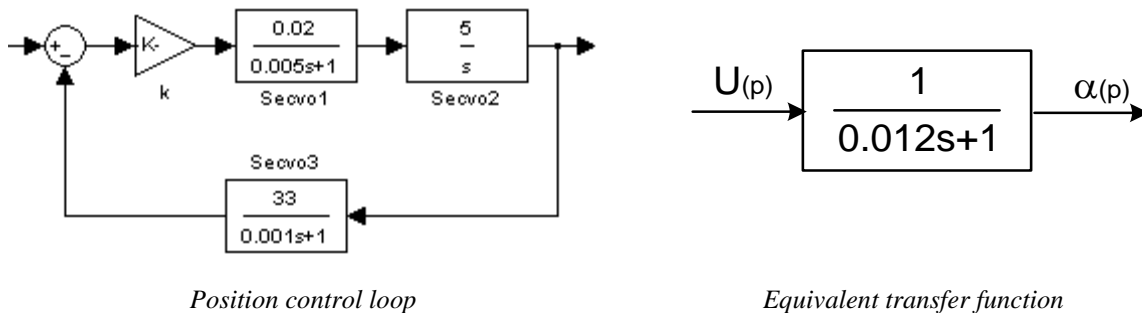 +
-
K-
k
0.02
0.005s+1
Secvo1
5
s
Secvo2
Secvo3
33
0.001s+1
Position control loop
U(p)
1
0.012s+1
α(p)
Equivalent transfer function